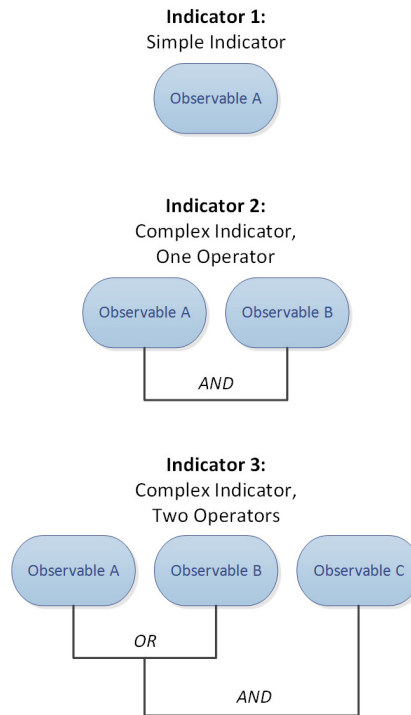 Indicator 1:
Simple Indicator
Observable A
Indicator 2:
Complex Indicator,
One Operator
Observable A
Observable B
AND
Indicator 3:
Complex Indicator,
Two Operators
Observable A
Observable B
Observable C
OR
AND